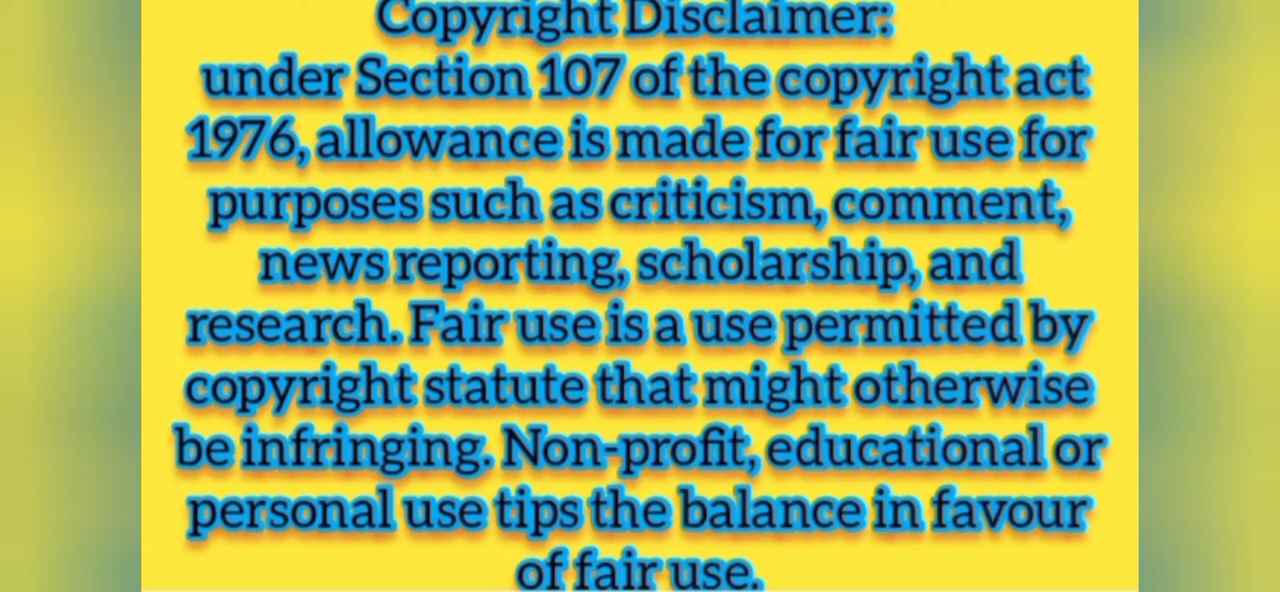 Copyright Disclaimer:
under Section 107 of the copyright act
1976, allowance is made for fair use for
purposes such as criticism, comment,
news reporting, scholarship, and
research. Fair use is a use permitted by
copyright statute that might otherwise
be infringing. Non-profit, educational or
personal use tips the balance in favour
of fair use.